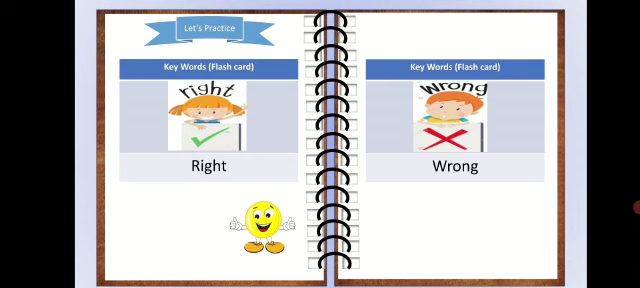 Let's Practice
Key Words (Flash card)
right
Right
Key Words (Flash card)
Wrong
Wrong